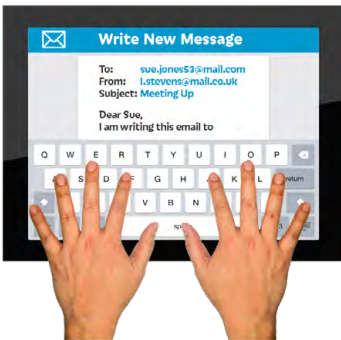 Write New Message
To: sue.jones53@mail.com
From: l.stevens@mail.co.uk
Subject: Meeting Up
Dear Sue,
I am writing this email to
Q W E R T Y U I O P
S D F G H K L return
V B N